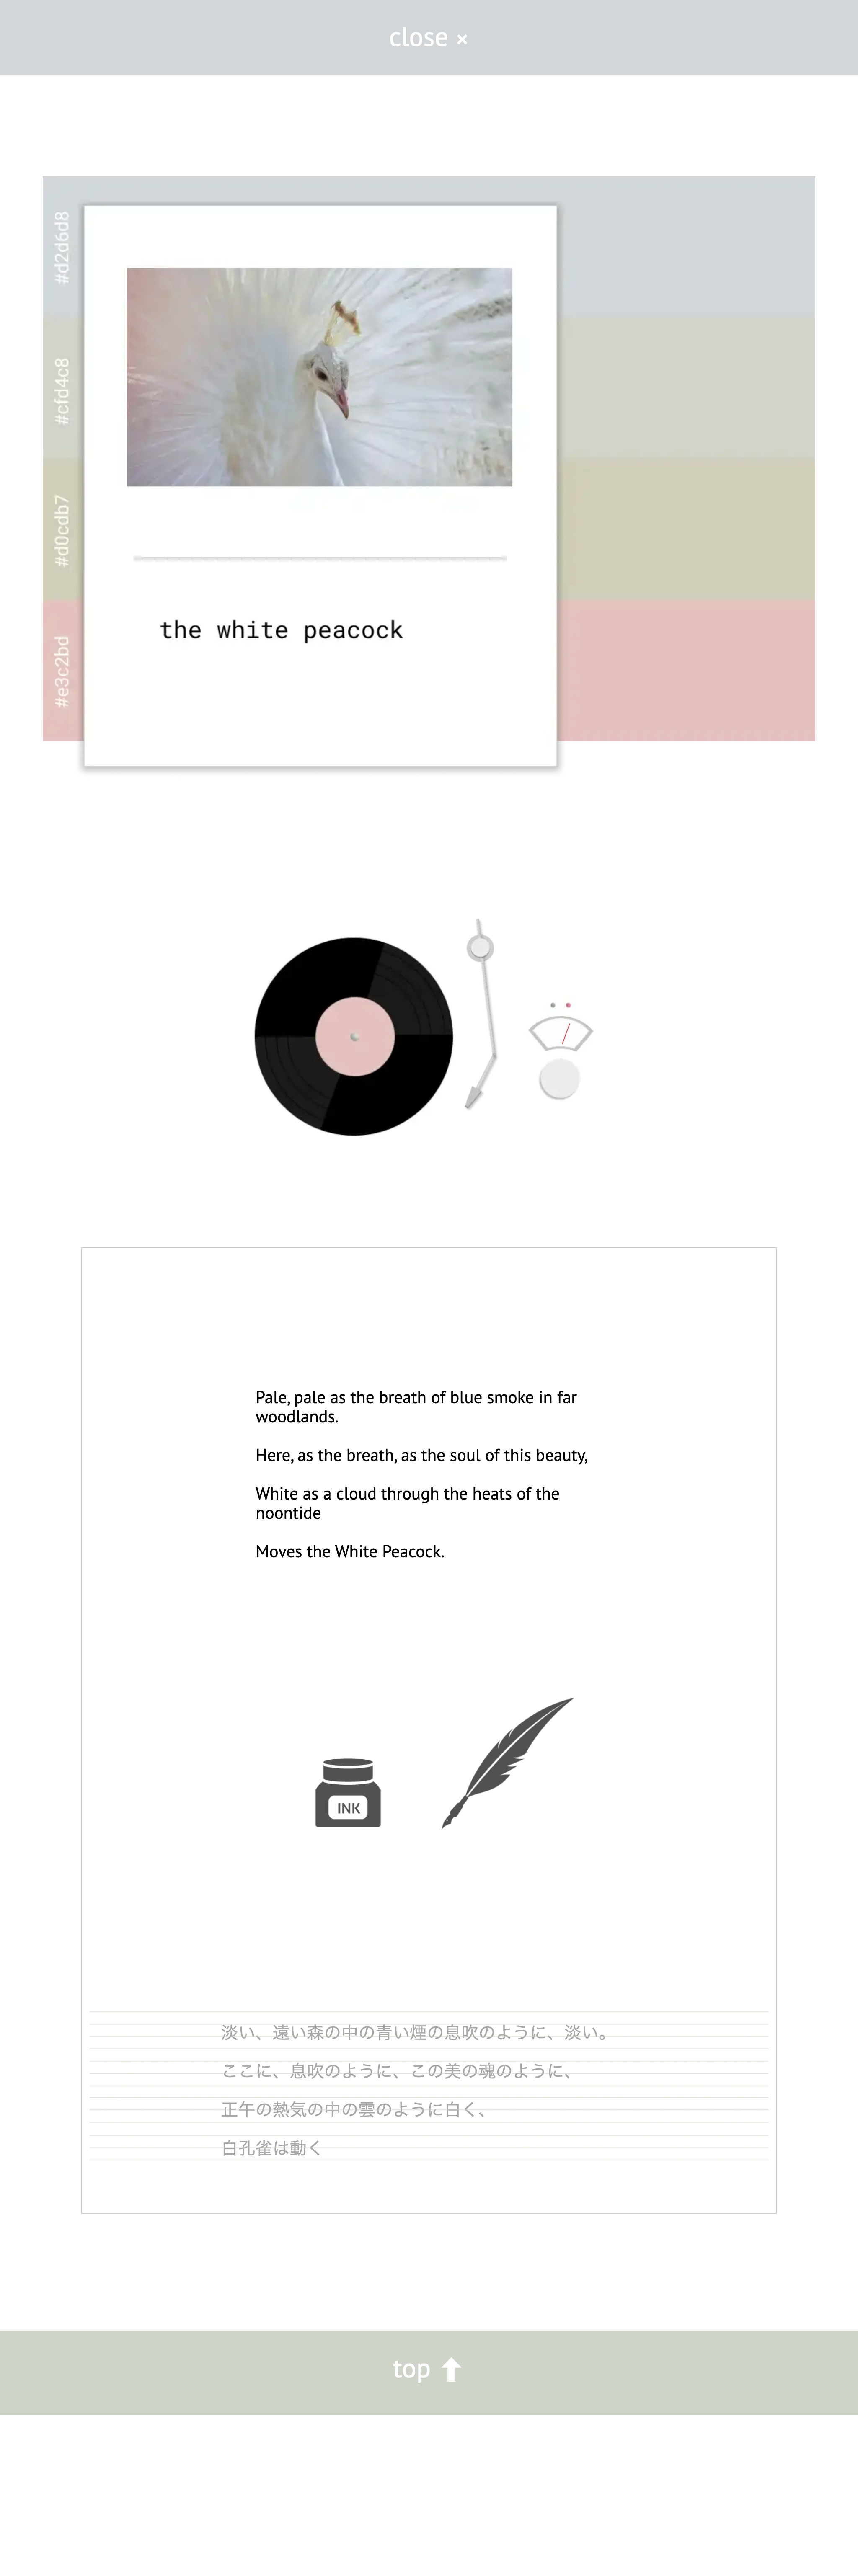 close ×
#d2d6d8
#cfd4c8
#d0cdb7
#e3c2bd
the white peacock
Pale, pale as the breath of blue smoke in far
woodlands.
Here, as the breath, as the soul of this beauty,
White as a cloud through the heats of the
noontide
Moves the White Peacock.
INK
淡い、遠い森の中の青い煙の息吹のように、淡い。
ここに、息吹のように、この美の魂のように、
正午の熱気の中の雲のように白く、
白孔雀は動く
top